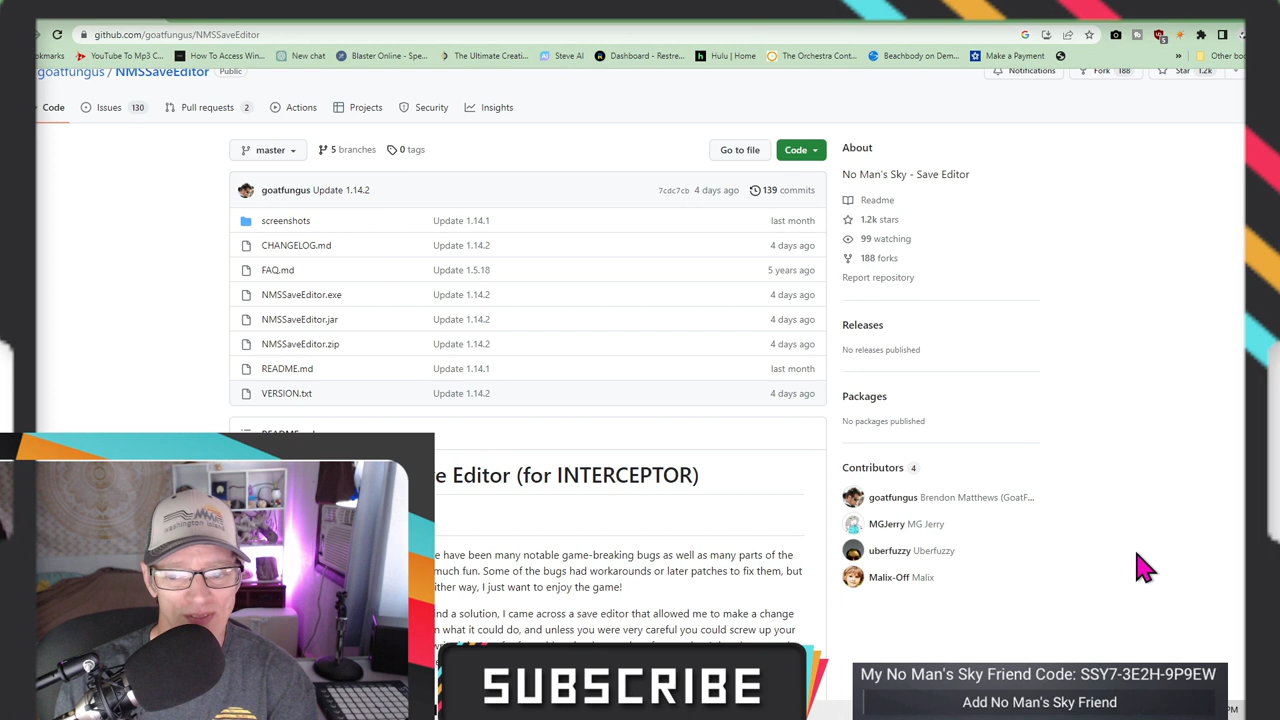 github.com/goatfungus/NMSSaveEditor
YouTube To Mp3 C... How To Access Win... New chat Blaster Online - Spe... The Ultimate Creati... Steve AI Dashboard - Restre... Hulu | Home The Orchestra Cont... Beachbody on Dem... Make a Payment » Other boo
goatfungus / NMSSaveEditor Public Notifications Fork 188 Star 1.2k
Code Issues 130 Pull requests 2 Actions Projects Security Insights
master 5 branches 0 tags Go to file Code
goatfungus Update 1.14.2 7cdc7cb 4 days ago 139 commits
screenshots Update 1.14.1 last month
CHANGELOG.md Update 1.14.2 4 days ago
FAQ.md Update 1.5.18 5 years ago
NMSSaveEditor.exe Update 1.14.2 4 days ago
NMSSaveEditor.jar Update 1.14.2 4 days ago
NMSSaveEditor.zip Update 1.14.2 4 days ago
README.md Update 1.14.1 last month
VERSION.txt Update 1.14.2 4 days ago
e Editor (for INTERCEPTOR)
e have been many notable game-breaking bugs as well as many parts of the
much fun. Some of the bugs had workarounds or later patches to fix them, but
ither way, I just want to enjoy the game!
ind a solution, I came across a save editor that allowed me to make a change
n what it could do, and unless you were very careful you could screw up your
About
No Man's Sky - Save Editor
Readme
1.2k stars
99 watching
188 forks
Report repository
Releases
No releases published
Packages
No packages published
Contributors 4
goatfungus Brendon Matthews (GoatF...
MGJerry MG Jerry
uberfuzzy Uberfuzzy
Malix-Off Malix
washington island
SUBSCRIBE
My No Man's Sky Friend Code: SSY7-3E2H-9P9EW
Add No Man's Sky Friend
PM